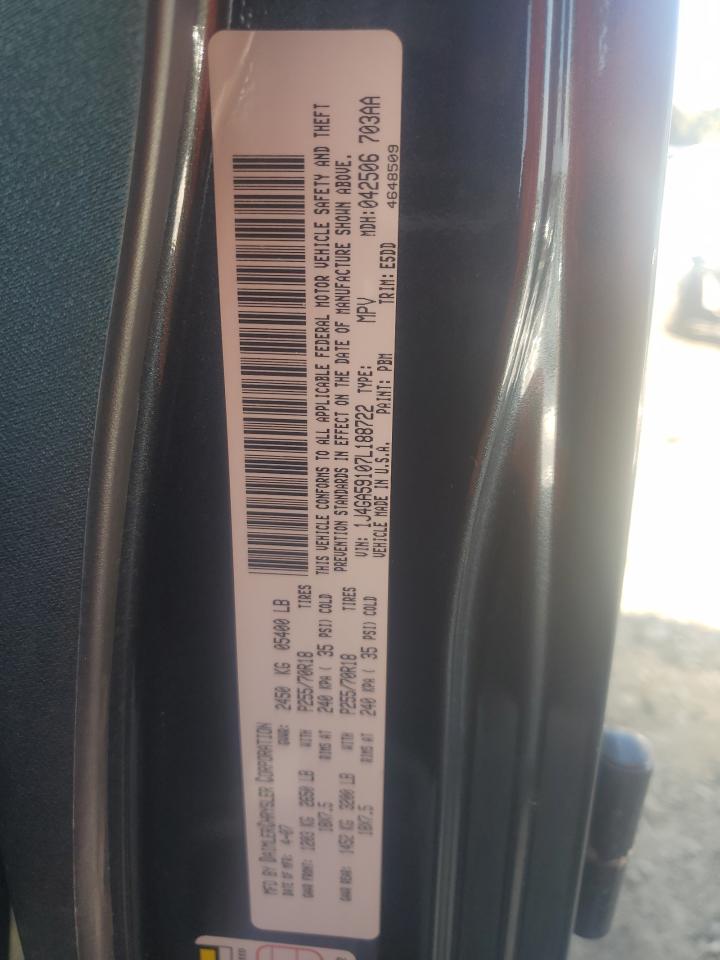 MFD BY DAIMLERCHRYSLER CORPORATION
DATE OF MFR: 4-07 GVWR: 2450 KG 05400 LB
GAWR FRONT: 1203 KG 2650 LB WITH P255/70R18 TIRES
18X7.5 RIMS AT 240 KPA ( 35 PSI) COLD
GAWR REAR: 1452 KG 3200 LB WITH P255/70R18 TIRES
18X7.5 RIMS AT 240 KPA ( 35 PSI) COLD
THIS VEHICLE CONFORMS TO ALL APPLICABLE FEDERAL MOTOR VEHICLE SAFETY AND THEFT
PREVENTION STANDARDS IN EFFECT ON THE DATE OF MANUFACTURE SHOWN ABOVE.
VIN: 1J4GA59107L188722 TYPE: MPV MDH:042506 703AA
VEHICLE MADE IN U.S.A. PAINT: PBM TRIM: E5DD
4648509